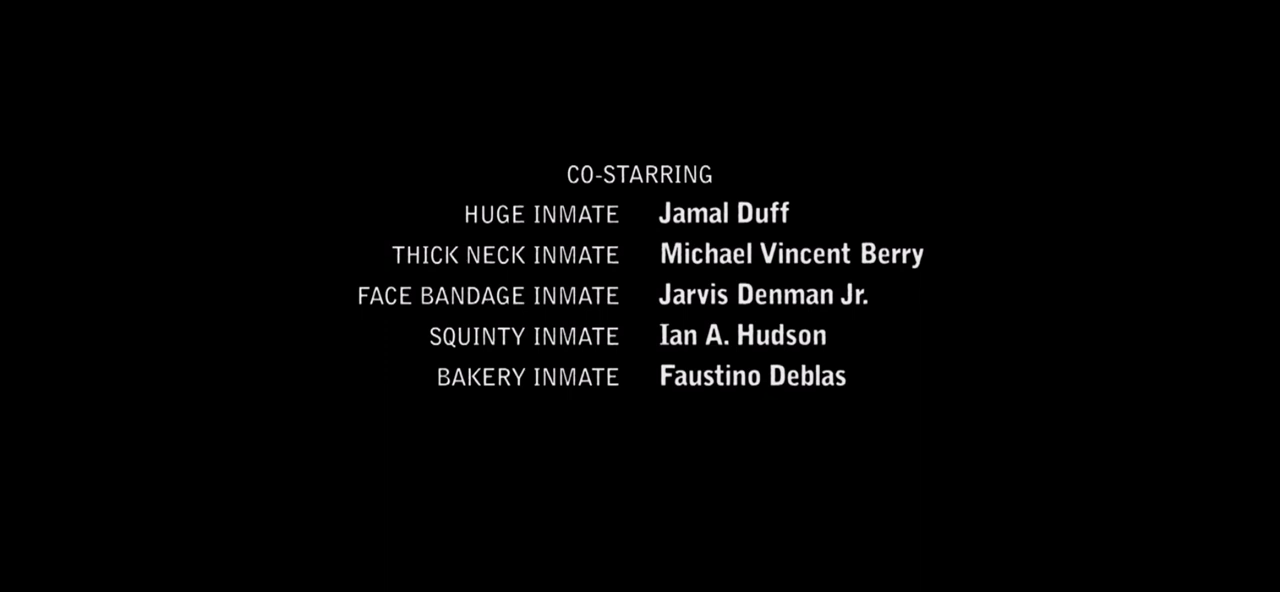 CO-STARRING
HUGE INMATE Jamal Duff
THICK NECK INMATE Michael Vincent Berry
FACE BANDAGE INMATE Jarvis Denman Jr.
SQUINTY INMATE Ian A. Hudson
BAKERY INMATE Faustino Deblas